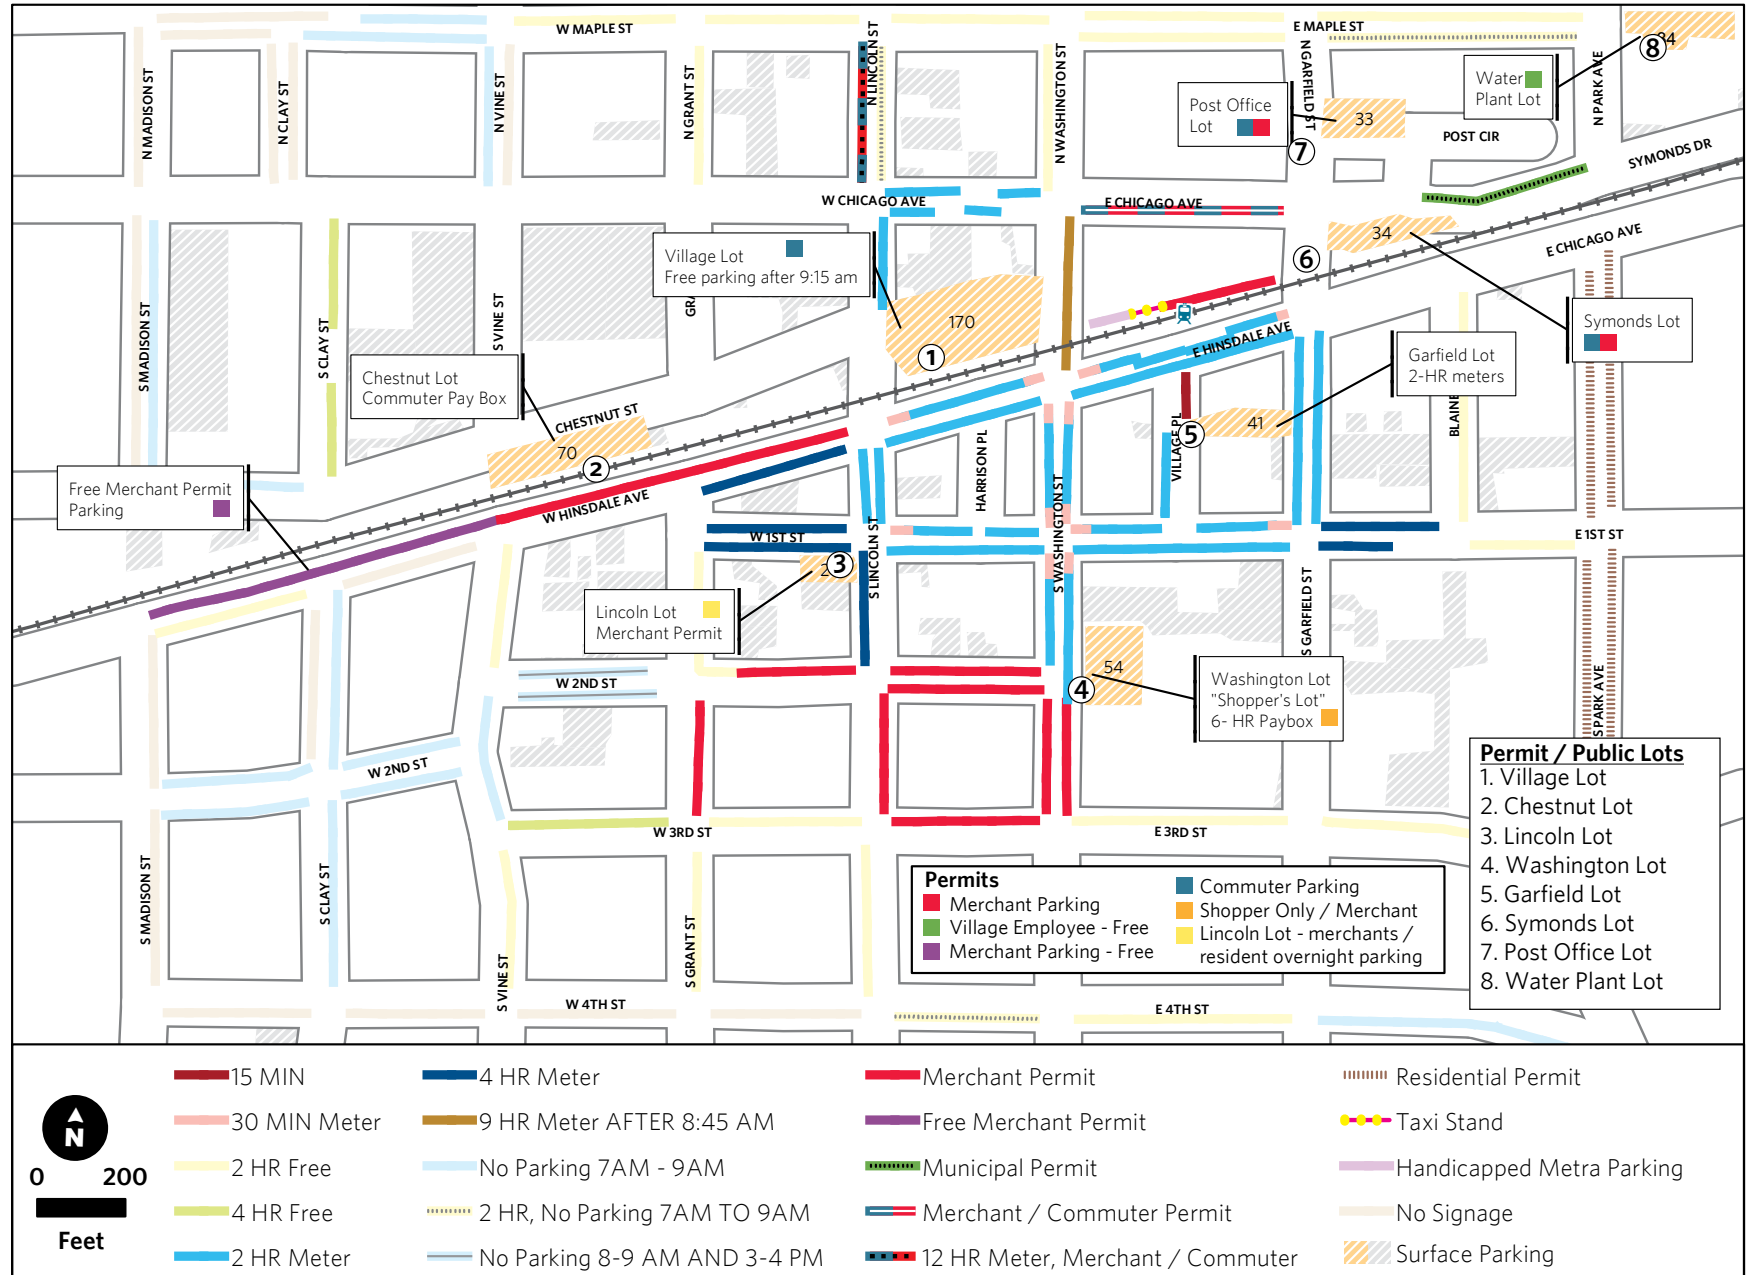 W MAPLE ST
E MAPLE ST
N MADISON ST
N CLAY ST
N VINE ST
N GRANT ST
N LINCOLN ST
N WASHINGTON ST
N GARFIELD ST
N PARK AVE
Water
Plant Lot
8
Post Office
Lot
33
7
POST CIR
SYMONDS DR
W CHICAGO AVE
E CHICAGO AVE
34
E CHICAGO AVE
Village Lot
Free parking after 9:15 am
6
170
1
Symonds Lot
S MADISON ST
S CLAY ST
S VINE ST
E HINSDALE AVE
Garfield Lot
2-HR meters
Chestnut Lot
Commuter Pay Box
CHESTNUT ST
70
2
41
5
VILLAGE PL
BLAINE
HARRISON PL
Free Merchant Permit
Parking
W HINSDALE AVE
W 1ST ST
E 1ST ST
S LINCOLN ST
S WASHINGTON ST
S GARFIELD ST
S PARK AVE
3
Lincoln Lot
Merchant Permit
W 2ND ST
54
4
Washington Lot
"Shopper's Lot"
6- HR Paybox
W 2ND ST
W 3RD ST
E 3RD ST
S MADISON ST
S CLAY ST
S VINE ST
S GRANT ST
W 4TH ST
E 4TH ST
Permit / Public Lots
1. Village Lot
2. Chestnut Lot
3. Lincoln Lot
4. Washington Lot
5. Garfield Lot
6. Symonds Lot
7. Post Office Lot
8. Water Plant Lot
Permits
Merchant Parking
Village Employee - Free
Merchant Parking - Free
Commuter Parking
Shopper Only / Merchant
Lincoln Lot - merchants /
resident overnight parking
N
0 200
Feet
15 MIN
30 MIN Meter
2 HR Free
4 HR Free
2 HR Meter
4 HR Meter
9 HR Meter AFTER 8:45 AM
No Parking 7AM - 9AM
2 HR, No Parking 7AM TO 9AM
No Parking 8-9 AM AND 3-4 PM
Merchant Permit
Free Merchant Permit
Municipal Permit
Merchant / Commuter Permit
12 HR Meter, Merchant / Commuter
Residential Permit
Taxi Stand
Handicapped Metra Parking
No Signage
Surface Parking